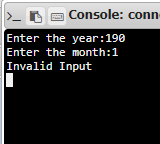 Console: conn
Enter the year:190
Enter the month:1
Invalid Input